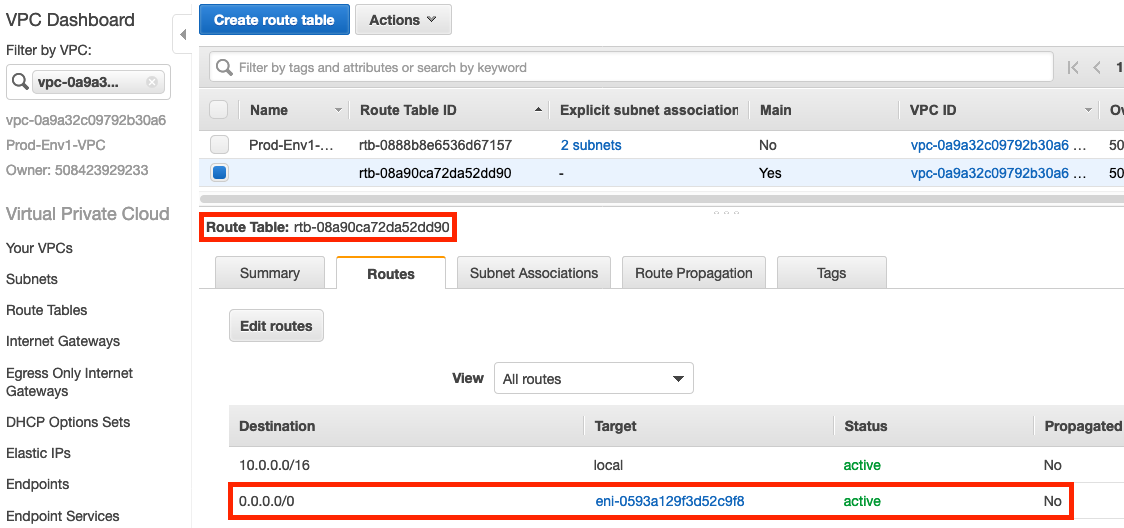 VPC Dashboard
Filter by VPC:
vpc-0a9a3...
vpc-0a9a32c09792b30a6
Prod-Env1-VPC
Owner: 508423929233
Virtual Private Cloud
Your VPCs
Subnets
Route Tables
Internet Gateways
Egress Only Internet
Gateways
DHCP Options Sets
Elastic IPs
Endpoints
Endpoint Services
Create route table Actions
Filter by tags and attributes or search by keyword 1
Name Route Table ID Explicit subnet association Main VPC ID Ow
Prod-Env1-... rtb-0888b8e6536d67157 2 subnets No vpc-0a9a32c09792b30a6 ... 50
rtb-08a90ca72da52dd90 - Yes vpc-0a9a32c09792b30a6 ... 50
Route Table: rtb-08a90ca72da52dd90
Summary Routes Subnet Associations Route Propagation Tags
Edit routes
View All routes
Destination Target Status Propagated
10.0.0.0/16 local active No
0.0.0.0/0 eni-0593a129f3d52c9f8 active No